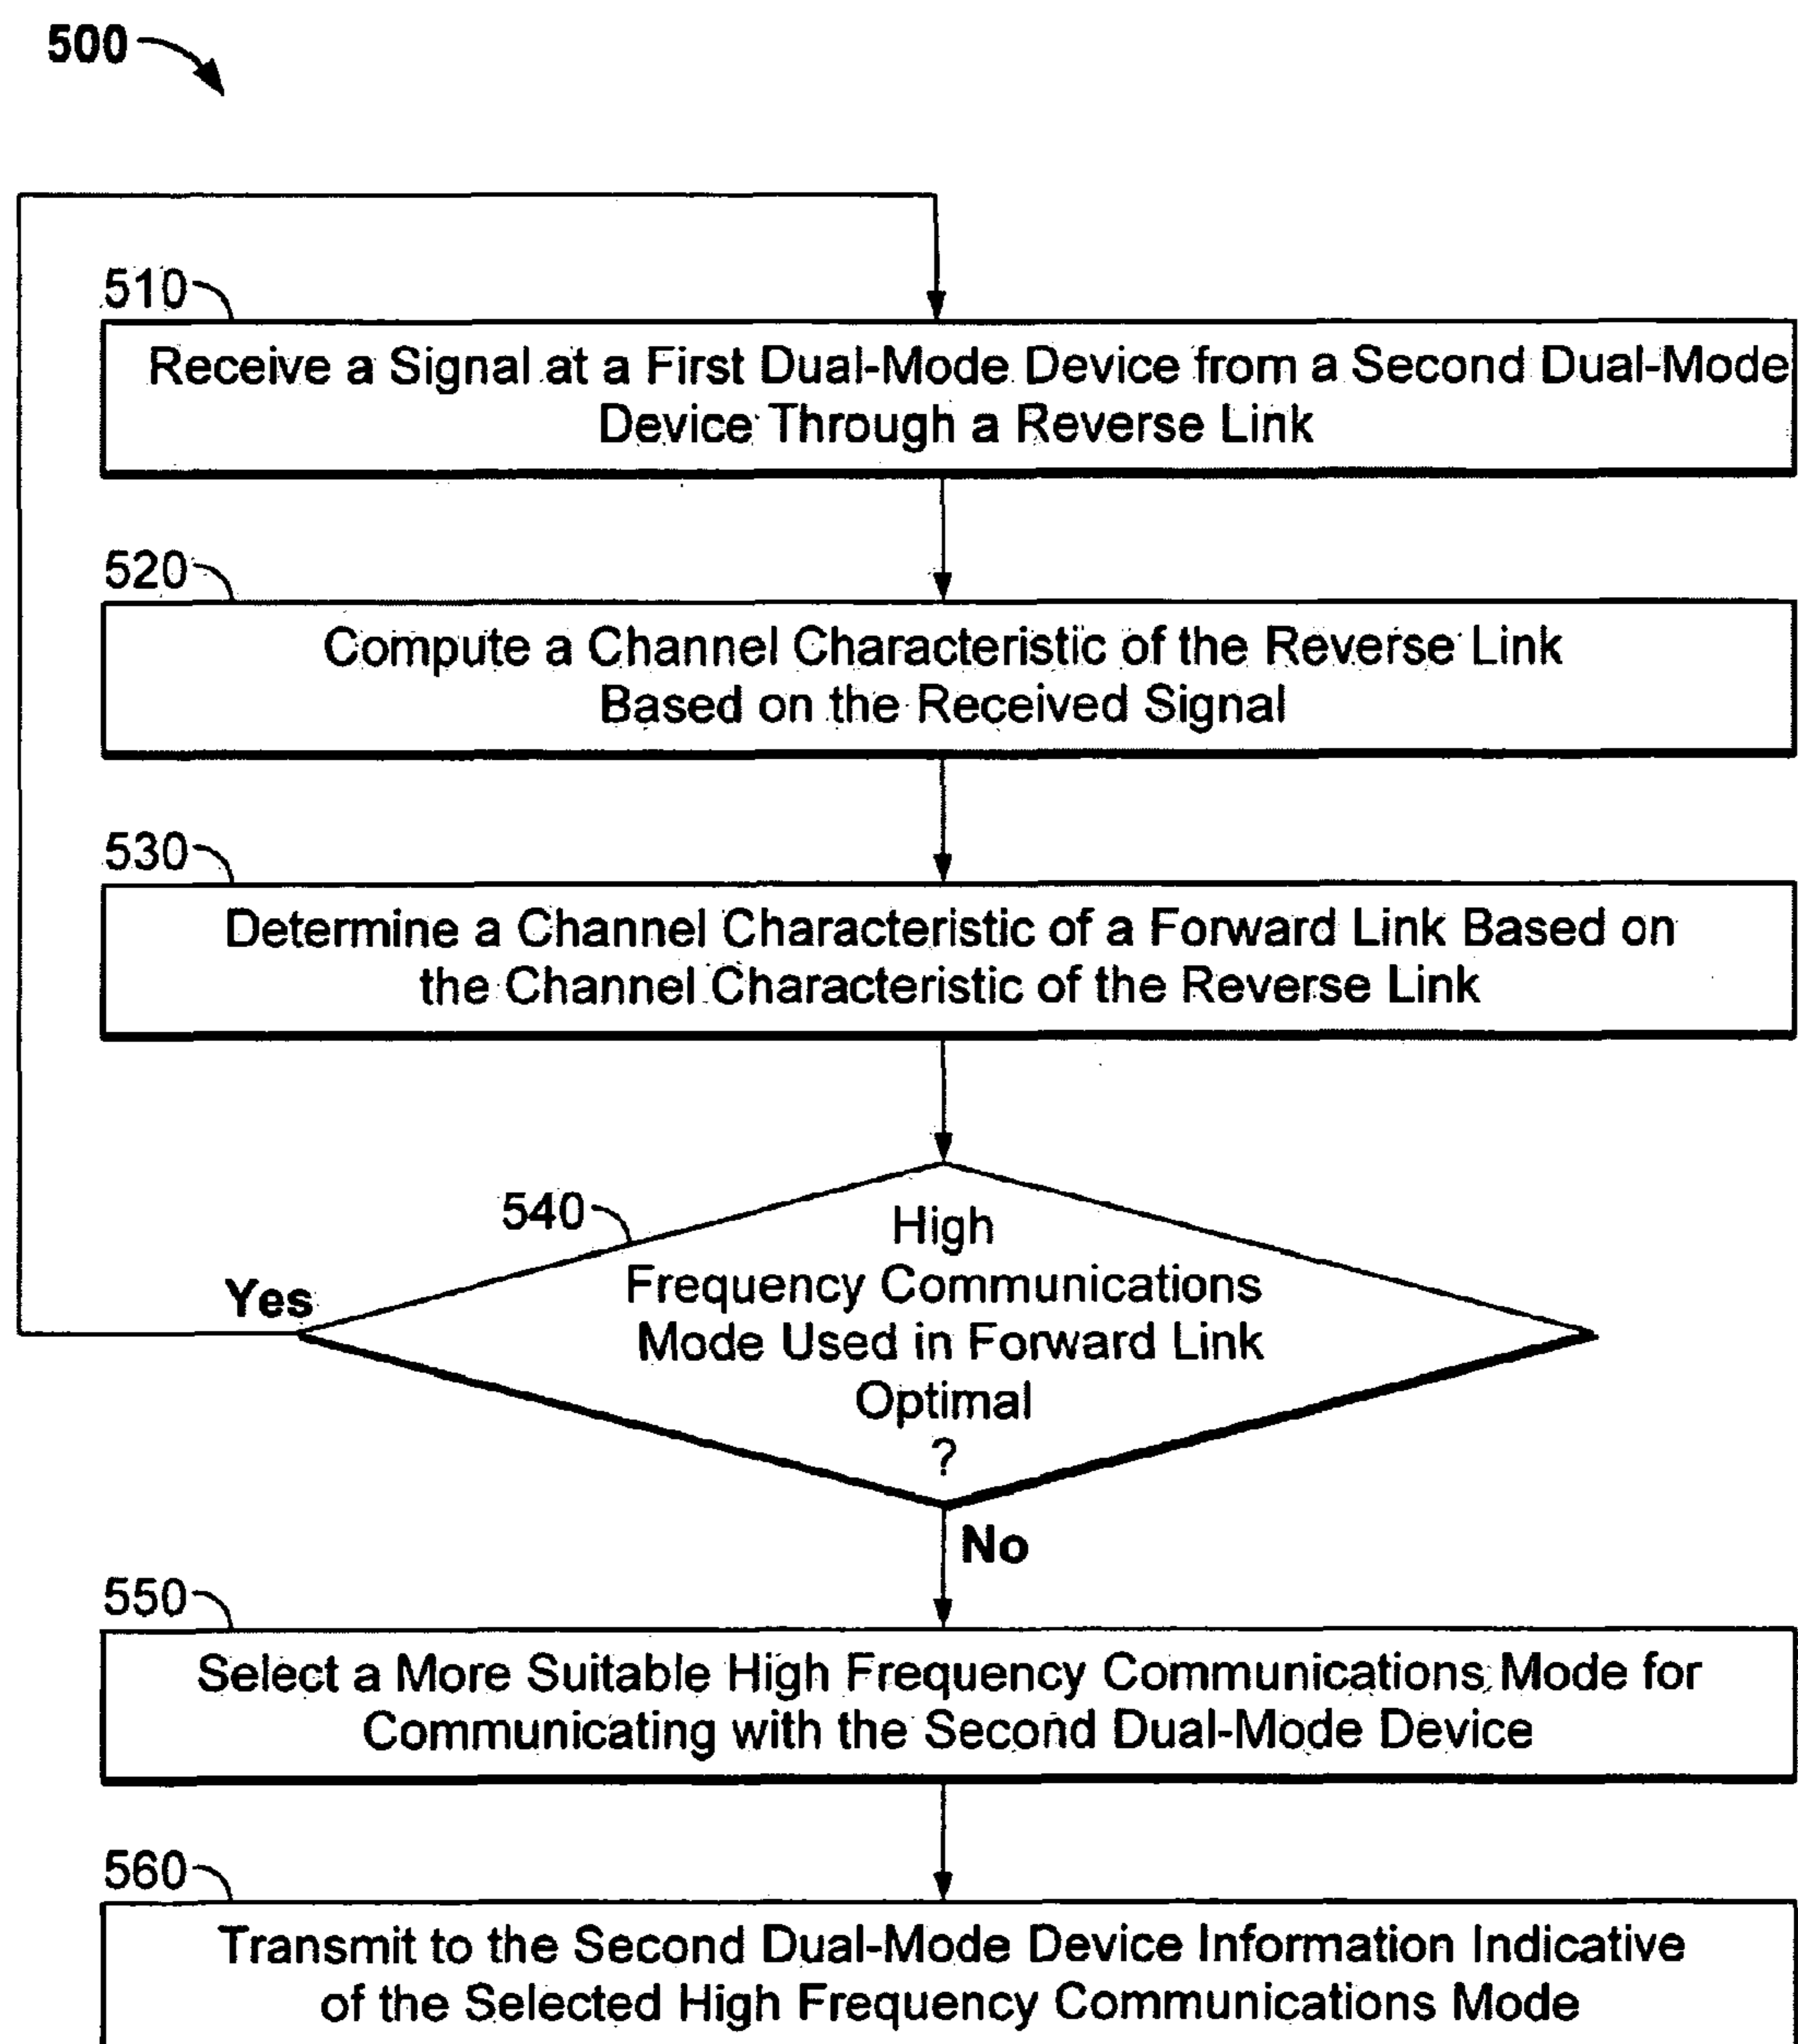 500
510
Receive a Signal at a First Dual-Mode Device from a Second Dual-Mode
Device Through a Reverse Link
520
Compute a Channel Characteristic of the Reverse Link
Based on the Received Signal
530
Determine a Channel Characteristic of a Forward Link Based on
the Channel Characteristic of the Reverse Link
540
High
Frequency Communications
Mode Used in Forward Link
Optimal
?
Yes
No
550
Select a More Suitable High Frequency Communications Mode for
Communicating with the Second Dual-Mode Device
560
Transmit to the Second Dual-Mode Device Information Indicative
of the Selected High Frequency Communications Mode